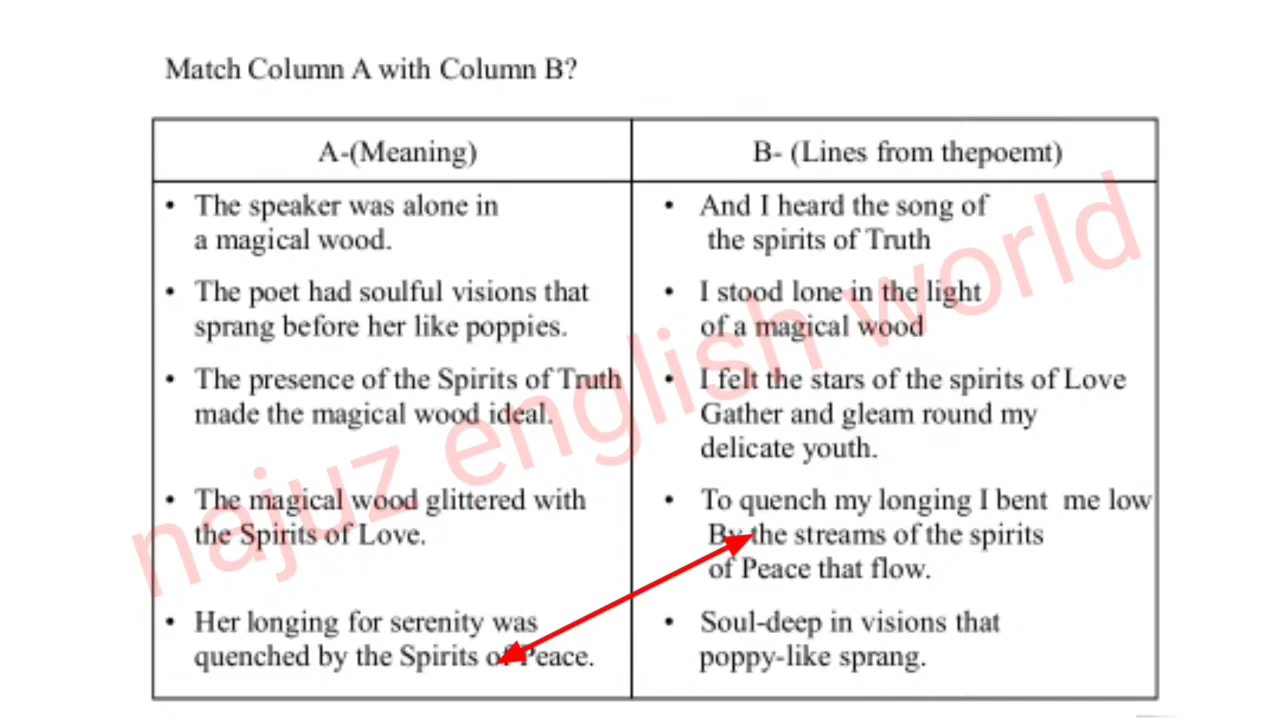 Match Column A with Column B?
A-(Meaning)
B- (Lines from thepoemt)
• The speaker was alone in
a magical wood.
• And I heard the song of
the spirits of Truth
• The poet had soulful visions that
sprang before her like poppies.
• I stood lone in the light
of a magical wood
• The presence of the Spirits of Truth
made the magical wood ideal.
• I felt the stars of the spirits of Love
Gather and gleam round my
delicate youth.
• The magical wood glittered with
the Spirits of Love.
• To quench my longing I bent me low
By the streams of the spirits
of Peace that flow.
• Her longing for serenity was
quenched by the Spirits of Peace.
• Soul-deep in visions that
poppy-like sprang.
najuz english world